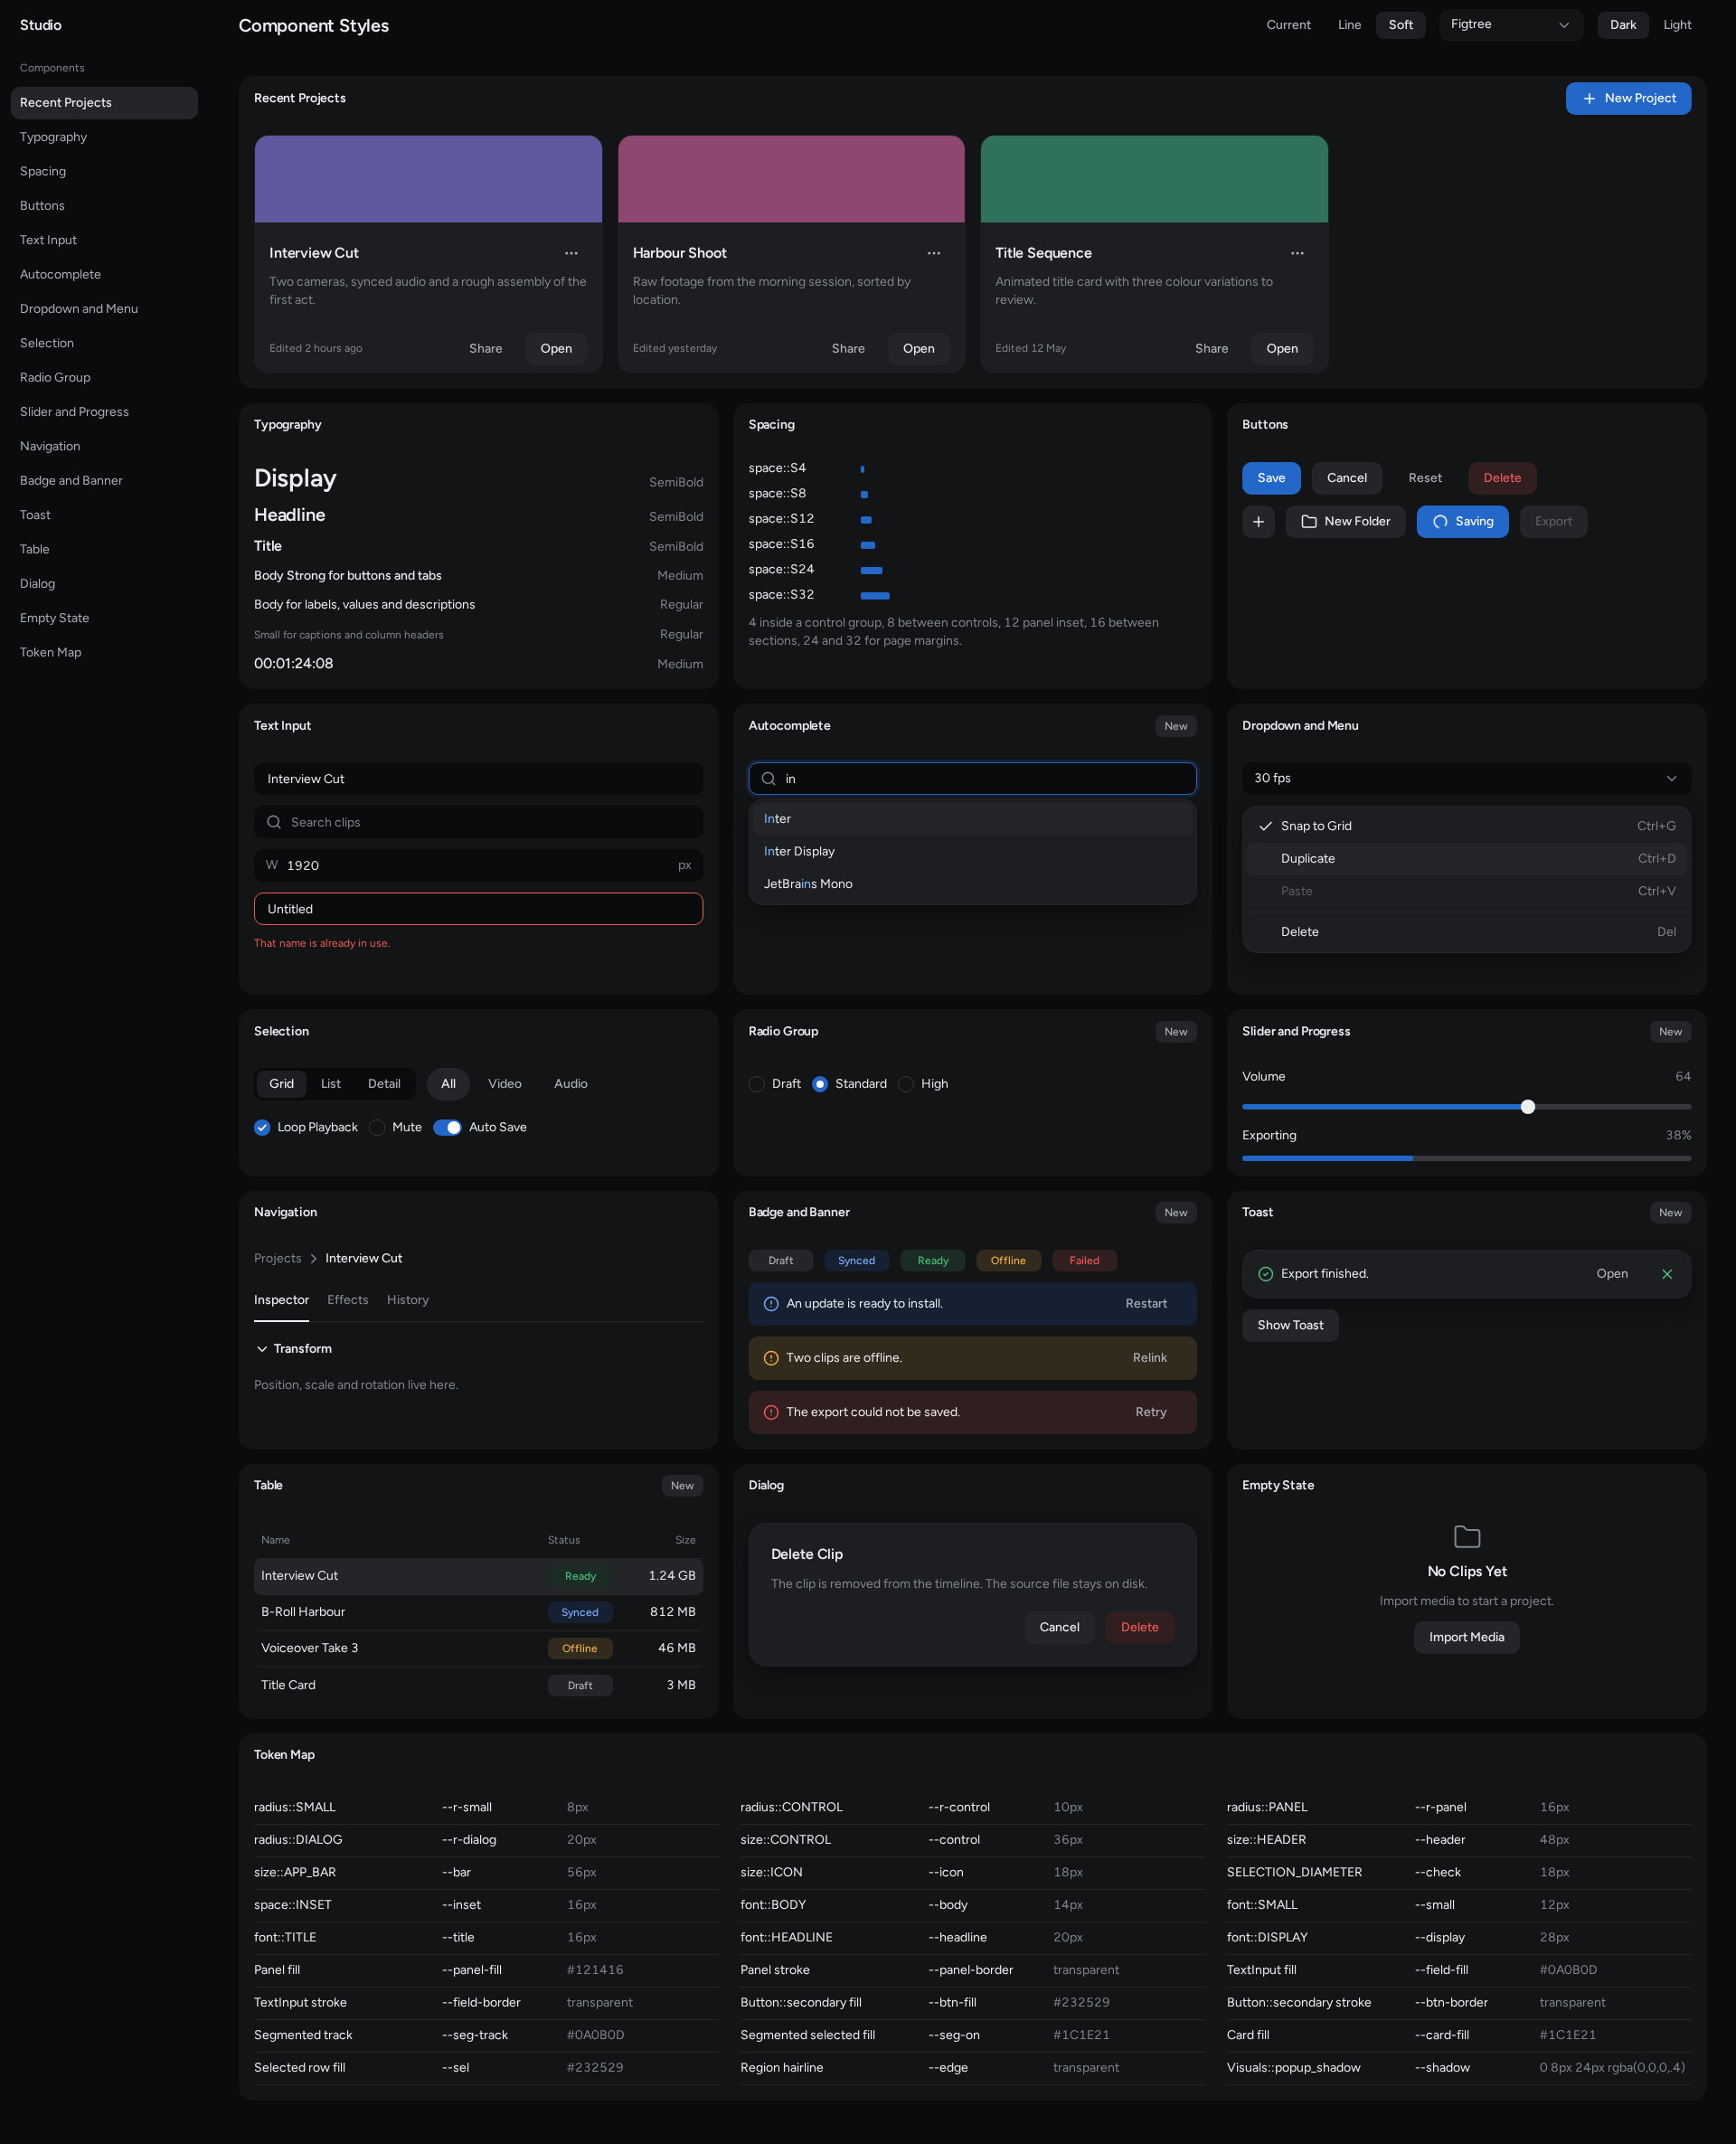 Studio
Component Styles
Current
Line
Soft
Figtree
Dark
Light
Components
Recent Projects
Typography
Spacing
Buttons
Text Input
Autocomplete
Dropdown and Menu
Selection
Radio Group
Slider and Progress
Navigation
Badge and Banner
Toast
Table
Dialog
Empty State
Token Map
Recent Projects
New Project
Interview Cut
Two cameras, synced audio and a rough assembly of the
first act.
Edited 2 hours ago
Share
Open
Harbour Shoot
Raw footage from the morning session, sorted by
location.
Edited yesterday
Share
Open
Title Sequence
Animated title card with three colour variations to
review.
Edited 12 May
Share
Open
Typography
Display
SemiBold
Headline
SemiBold
Title
SemiBold
Body Strong for buttons and tabs
Medium
Body for labels, values and descriptions
Regular
Small for captions and column headers
Regular
00:01:24:08
Medium
Spacing
space::S4
space::S8
space::S12
space::S16
space::S24
space::S32
4 inside a control group, 8 between controls, 12 panel inset, 16 between
sections, 24 and 32 for page margins.
Buttons
Save
Cancel
Reset
Delete
New Folder
Saving
Export
Text Input
Interview Cut
Search clips
W
1920
px
Untitled
That name is already in use.
Autocomplete
New
in
Inter
Inter Display
JetBrains Mono
Dropdown and Menu
30 fps
Snap to Grid
Ctrl+G
Duplicate
Ctrl+D
Paste
Ctrl+V
Delete
Del
Selection
Grid
List
Detail
All
Video
Audio
Loop Playback
Mute
Auto Save
Radio Group
New
Draft
Standard
High
Slider and Progress
New
Volume
64
Exporting
38%
Navigation
Projects
Interview Cut
Inspector
Effects
History
Transform
Position, scale and rotation live here.
Badge and Banner
New
Draft
Synced
Ready
Offline
Failed
An update is ready to install.
Restart
Two clips are offline.
Relink
The export could not be saved.
Retry
Toast
New
Export finished.
Open
Show Toast
Table
New
Name
Status
Size
Interview Cut
Ready
1.24 GB
B-Roll Harbour
Synced
812 MB
Voiceover Take 3
Offline
46 MB
Title Card
Draft
3 MB
Dialog
Delete Clip
The clip is removed from the timeline. The source file stays on disk.
Cancel
Delete
Empty State
No Clips Yet
Import media to start a project.
Import Media
Token Map
radius::SMALL
--r-small
8px
radius::CONTROL
--r-control
10px
radius::PANEL
--r-panel
16px
radius::DIALOG
--r-dialog
20px
size::CONTROL
--control
36px
size::HEADER
--header
48px
size::APP_BAR
--bar
56px
size::ICON
--icon
18px
SELECTION_DIAMETER
--check
18px
space::INSET
--inset
16px
font::BODY
--body
14px
font::SMALL
--small
12px
font::TITLE
--title
16px
font::HEADLINE
--headline
20px
font::DISPLAY
--display
28px
Panel fill
--panel-fill
#121416
Panel stroke
--panel-border
transparent
TextInput fill
--field-fill
#0A0B0D
TextInput stroke
--field-border
transparent
Button::secondary fill
--btn-fill
#232529
Button::secondary stroke
--btn-border
transparent
Segmented track
--seg-track
#0A0B0D
Segmented selected fill
--seg-on
#1C1E21
Card fill
--card-fill
#1C1E21
Selected row fill
--sel
#232529
Region hairline
--edge
transparent
Visuals::popup_shadow
--shadow
0 8px 24px rgba(0,0,0,.4)